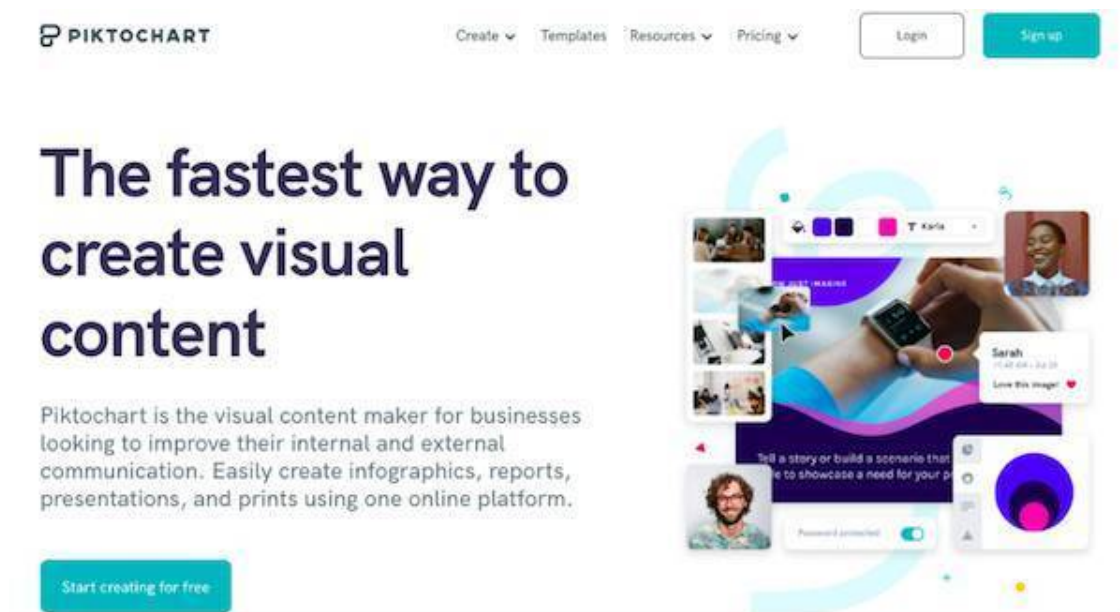 PIKTOCHART
Create
Templates
Resources
Pricing
Login
Sign up
The fastest way to
create visual
content
Piktochart is the visual content maker for businesses
looking to improve their internal and external
communication. Easily create infographics, reports,
presentations, and prints using one online platform.
Start creating for free
T Karla
JUST IMAGINE
Sarah
Love this image!
Tell a story or build a scenario that
to showcase a need for your
Password protected